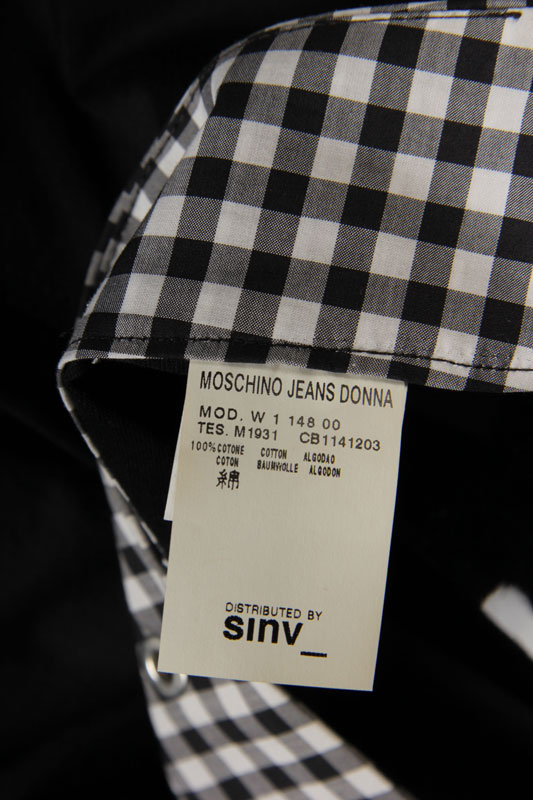 MOSCHINO JEANS DONNA
MOD. W 1 148 00
TES. M1931 CB1141203
100%COTONE COTTON ALGODAO
COTON BAUMWOLLE ALGODON
綿
DISTRIBUTED BY
sinv_